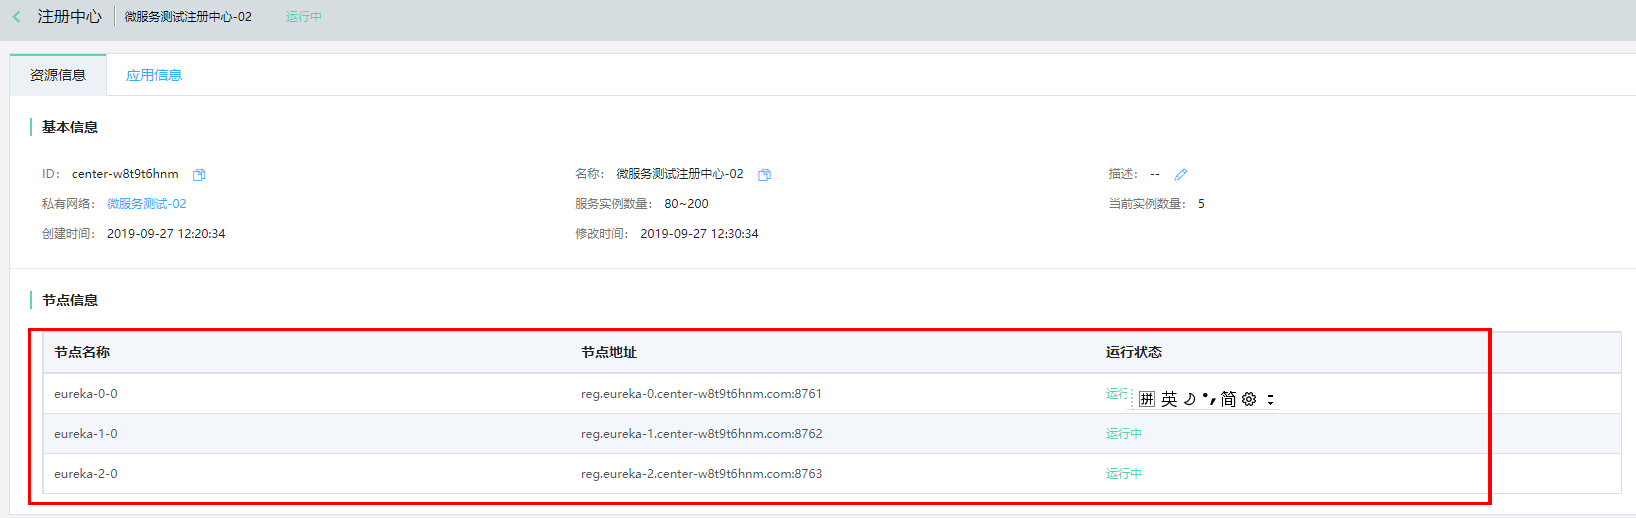 注册中心 微服务测试注册中心-02 运行中
资源信息 应用信息
基本信息
ID: center-w8t9t6hnm 名称: 微服务测试注册中心-02 描述: --
私有网络: 微服务测试-02 服务实例数量: 80~200 当前实例数量: 5
创建时间: 2019-09-27 12:20:34 修改时间: 2019-09-27 12:30:34
节点信息
节点名称 节点地址 运行状态
eureka-0-0 reg.eureka-0.center-w8t9t6hnm.com:8761 运行 拼 英 简
eureka-1-0 reg.eureka-1.center-w8t9t6hnm.com:8762 运行中
eureka-2-0 reg.eureka-2.center-w8t9t6hnm.com:8763 运行中